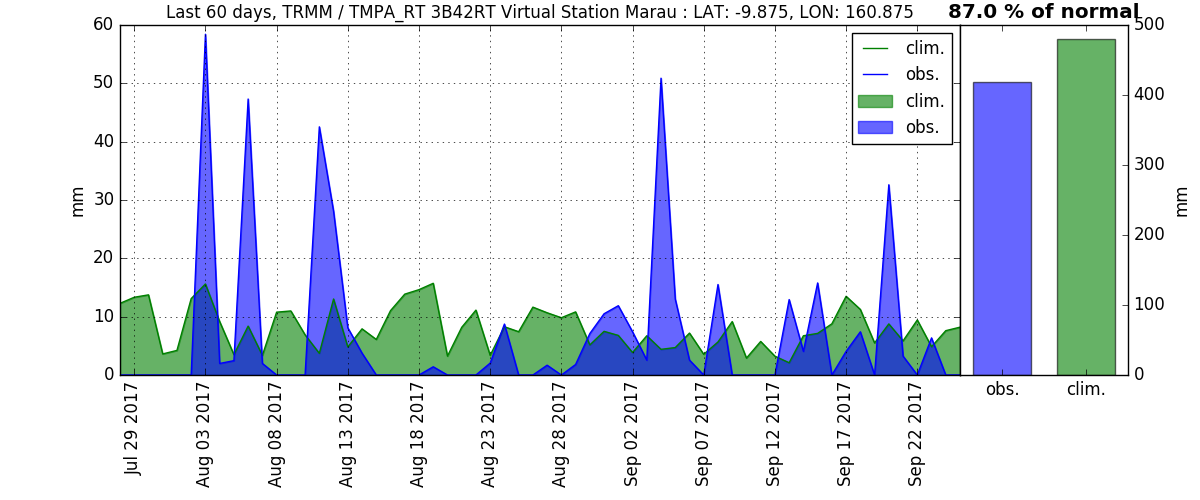 Last 60 days, TRMM / TMPA_RT 3B42RT Virtual Station Marau : LAT: -9.875, LON: 160.875
87.0 % of normal
60
50
40
30
20
10
0
mm
clim.
obs.
clim.
obs.
Jul 29 2017
Aug 03 2017
Aug 08 2017
Aug 13 2017
Aug 18 2017
Aug 23 2017
Aug 28 2017
Sep 02 2017
Sep 07 2017
Sep 12 2017
Sep 17 2017
Sep 22 2017
500
400
300
200
100
0
mm
obs.
clim.